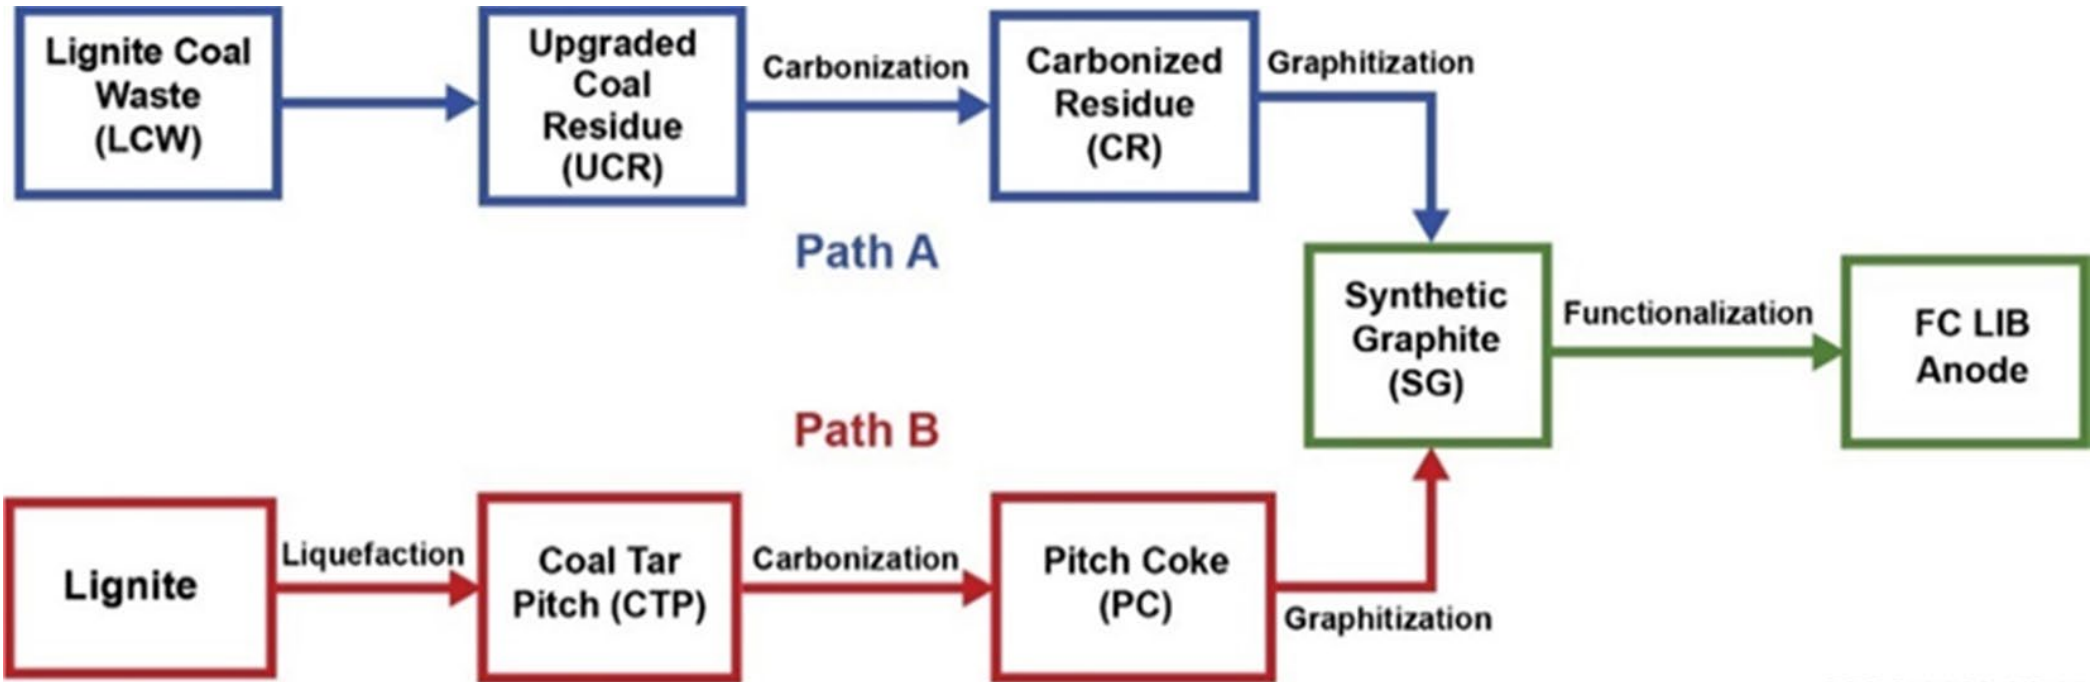 Lignite Coal
Waste
(LCW)
Upgraded
Coal
Residue
(UCR)
Carbonization
Carbonized
Residue
(CR)
Graphitization
Path A
Synthetic
Graphite
(SG)
Functionalization
FC LIB
Anode
Path B
Lignite
Liquefaction
Coal Tar
Pitch (CTP)
Carbonization
Pitch Coke
(PC)
Graphitization